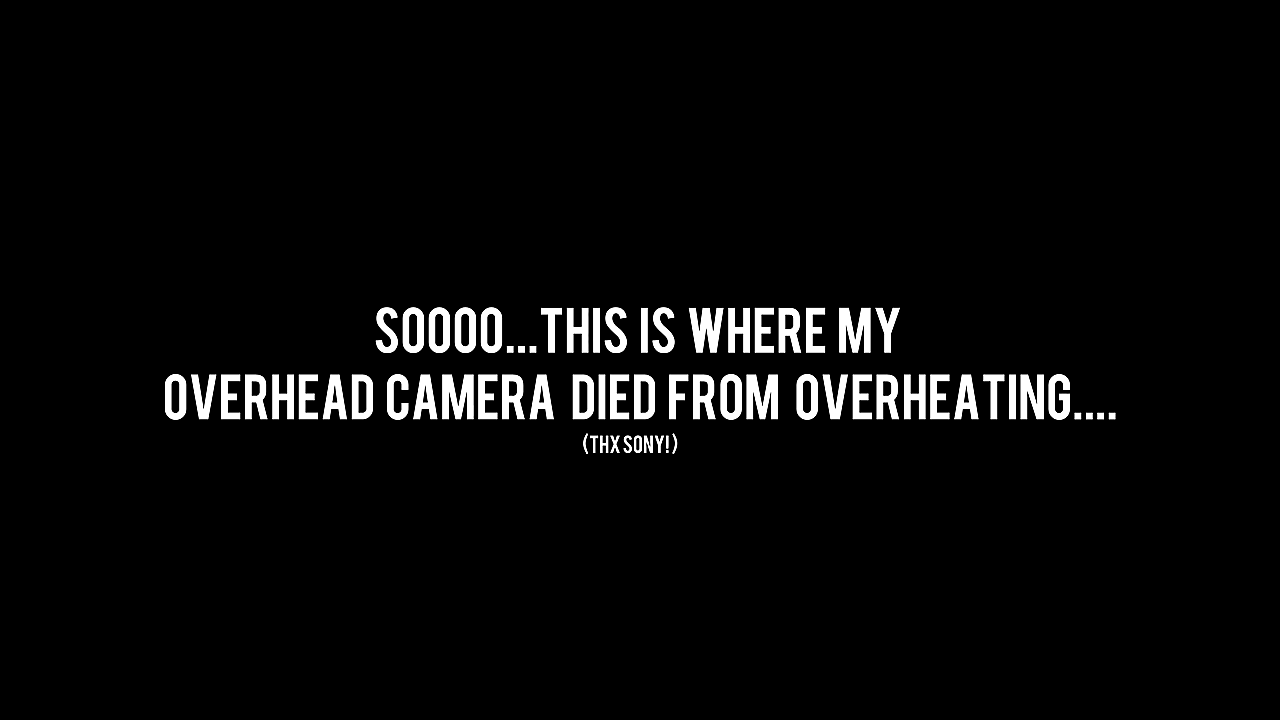 SOOOO...THIS IS WHERE MY
OVERHEAD CAMERA DIED FROM OVERHEATING....
(THX SONY!)